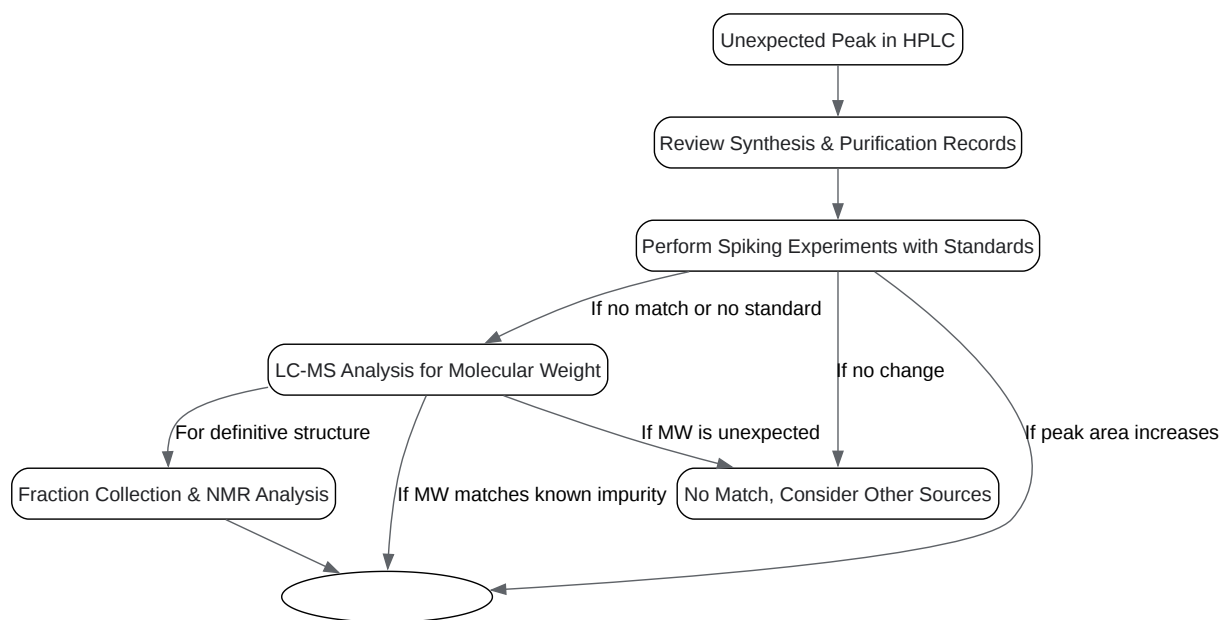 Unexpected Peak in HPLC
Review Synthesis & Purification Records
Perform Spiking Experiments with Standards
If no match or no standard
LC-MS Analysis for Molecular Weight
If no change
For definitive structure
If MW is unexpected
If peak area increases
Fraction Collection & NMR Analysis
If MW matches known impurity
No Match, Consider Other Sources